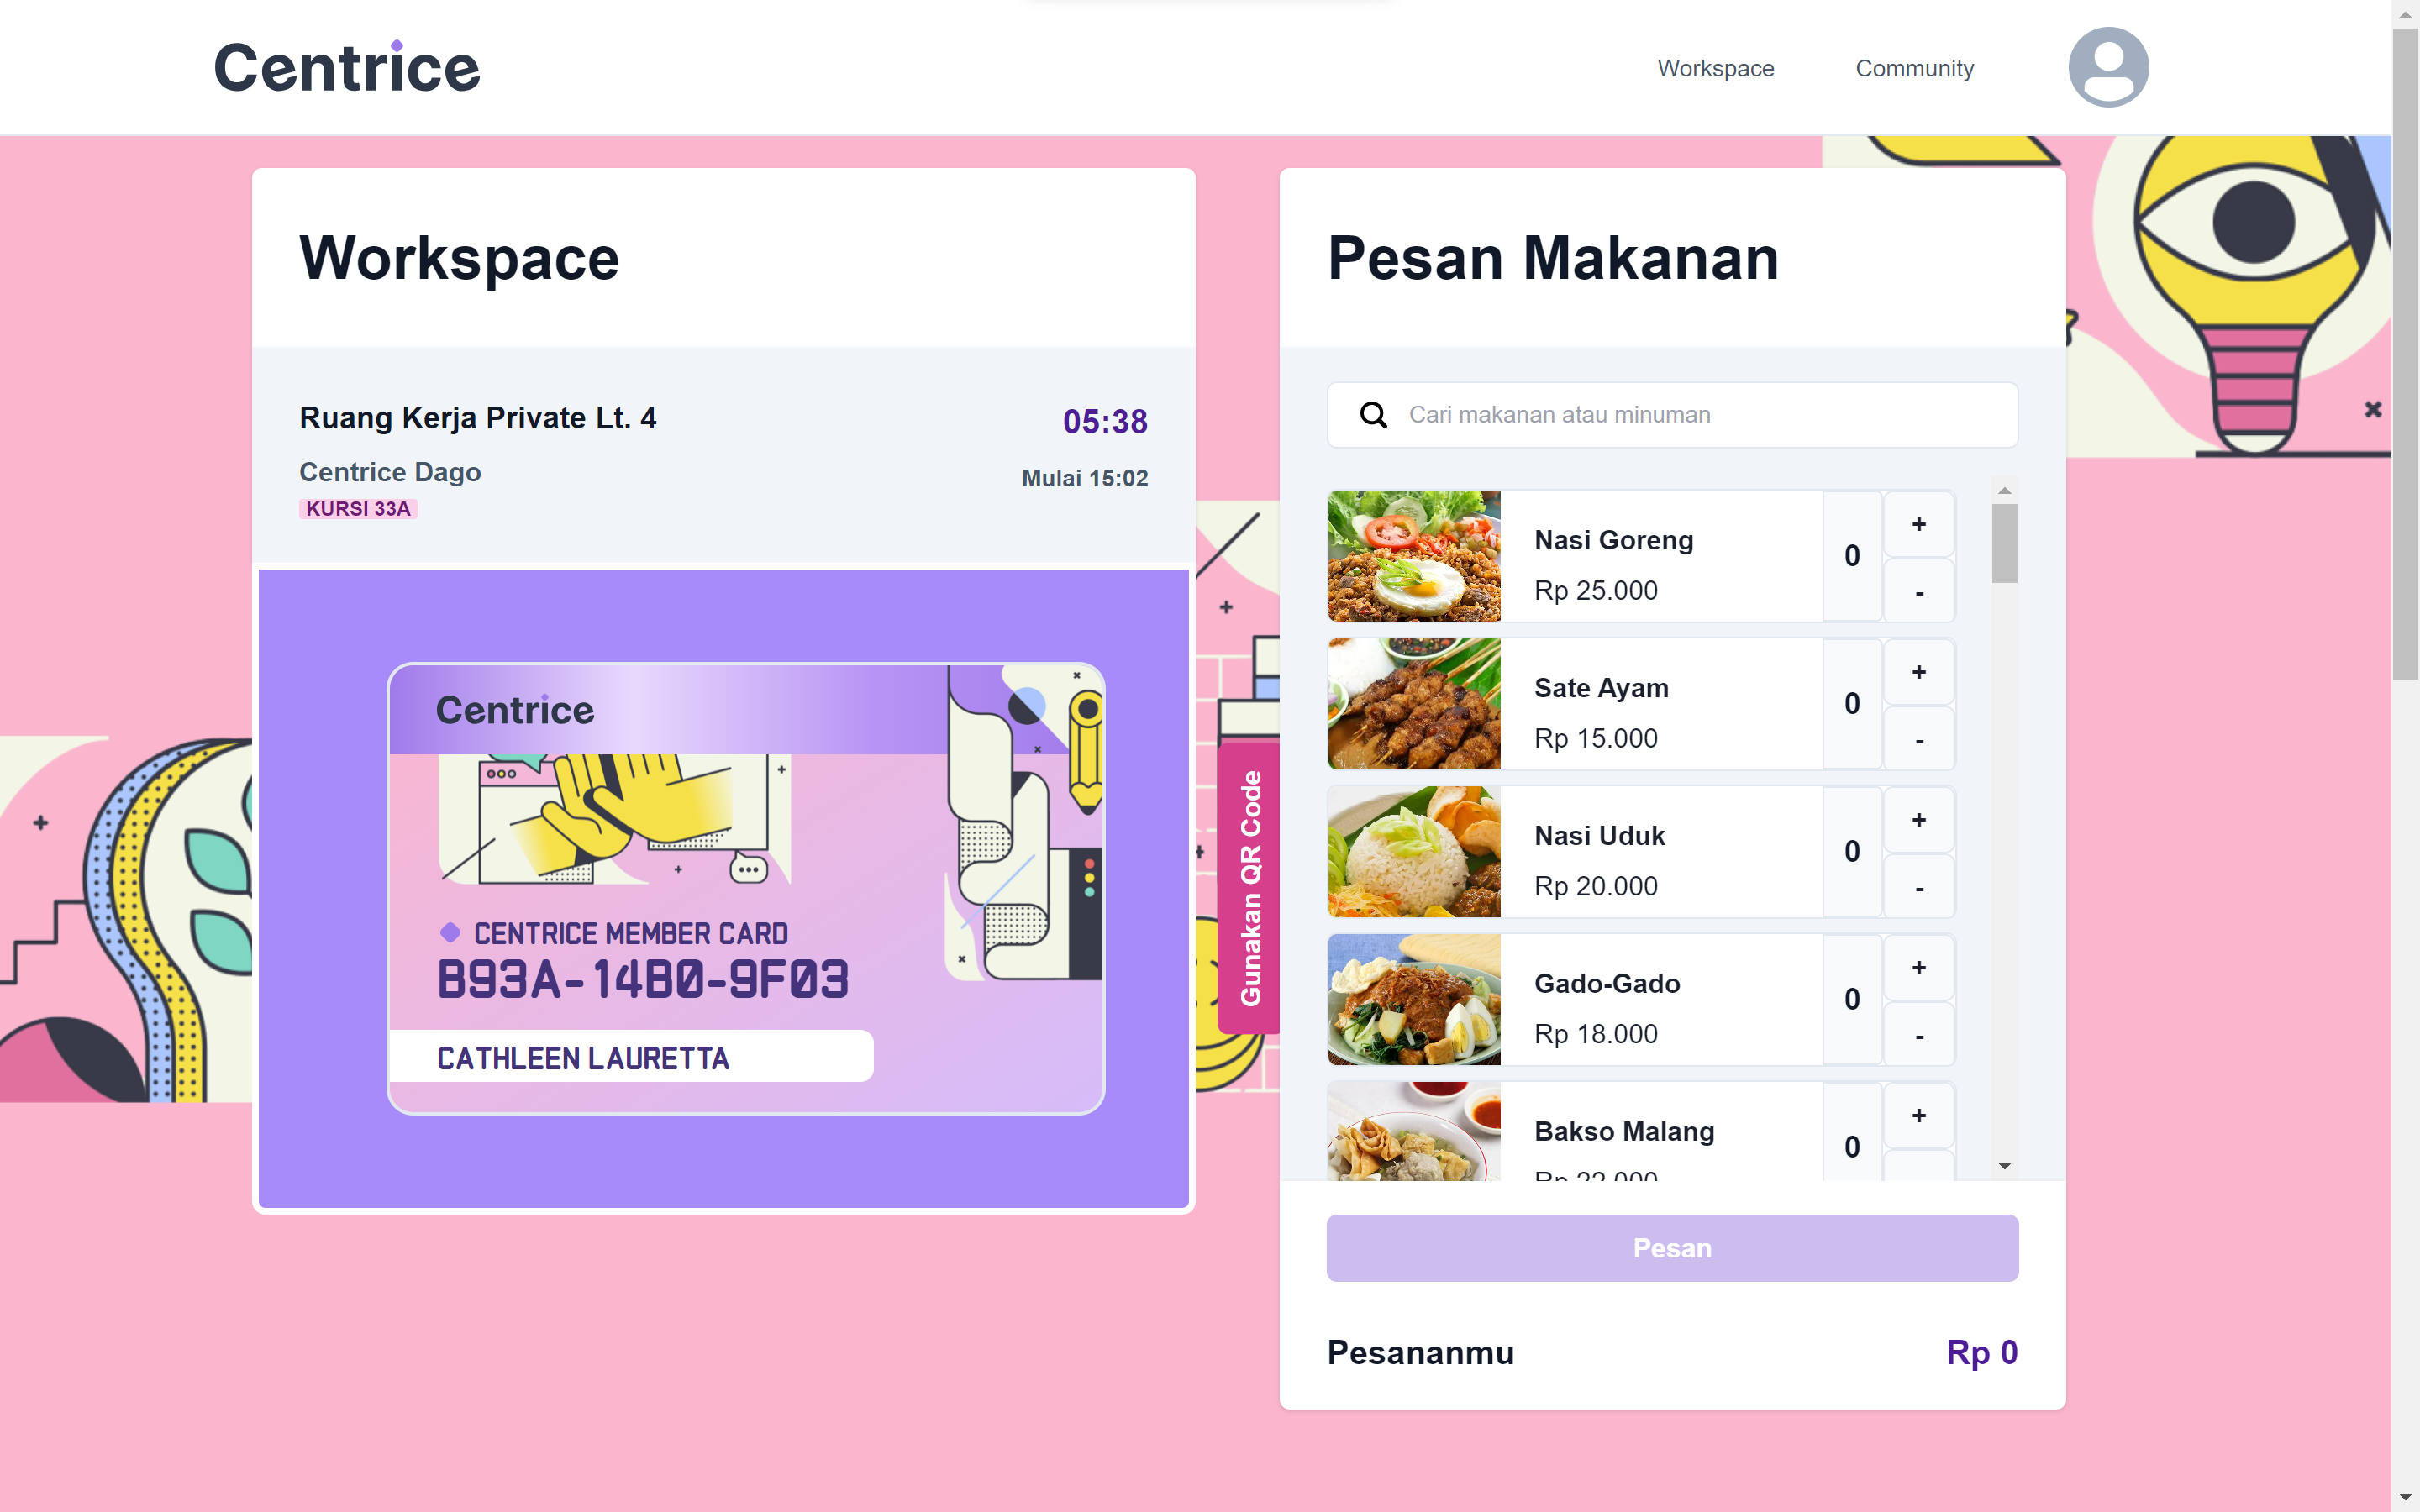 Centrice
Workspace
Community
Workspace
Ruang Kerja Private Lt. 4
05:38
Centrice Dago
Mulai 15:02
KURSI 33A
Centrice
CENTRICE MEMBER CARD
B93A-14B0-9F03
CATHLEEN LAURETTA
Gunakan QR Code
Pesan Makanan
Cari makanan atau minuman
Nasi Goreng
Rp 25.000
0
+
-
Sate Ayam
Rp 15.000
0
+
-
Nasi Uduk
Rp 20.000
0
+
-
Gado-Gado
Rp 18.000
0
+
-
Bakso Malang
Rp 22.000
0
+
Pesan
Pesananmu
Rp 0